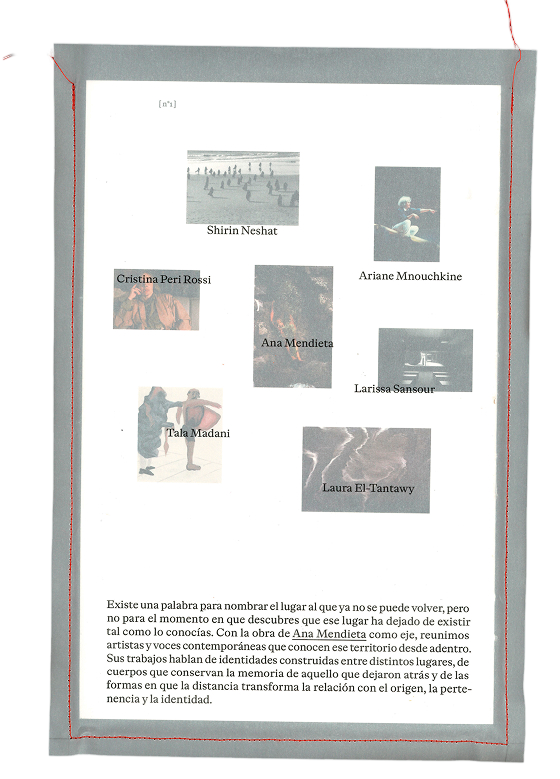 [nº1]
Shirin Neshat
Ariane Mnouchkine
Cristina Peri Rossi
Ana Mendieta
Larissa Sansour
Tala Madani
Laura El-Tantawy
Existe una palabra para nombrar el lugar al que ya no se puede volver, pero
no para el momento en que descubres que ese lugar ha dejado de existir
tal como lo conocías. Con la obra de Ana Mendieta como eje, reunimos
artistas y voces contemporáneas que conocen ese territorio desde adentro.
Sus trabajos hablan de identidades construidas entre distintos lugares, de
cuerpos que conservan la memoria de aquello que dejaron atrás y de las
formas en que la distancia transforma la relación con el origen, la perte-
nencia y la identidad.